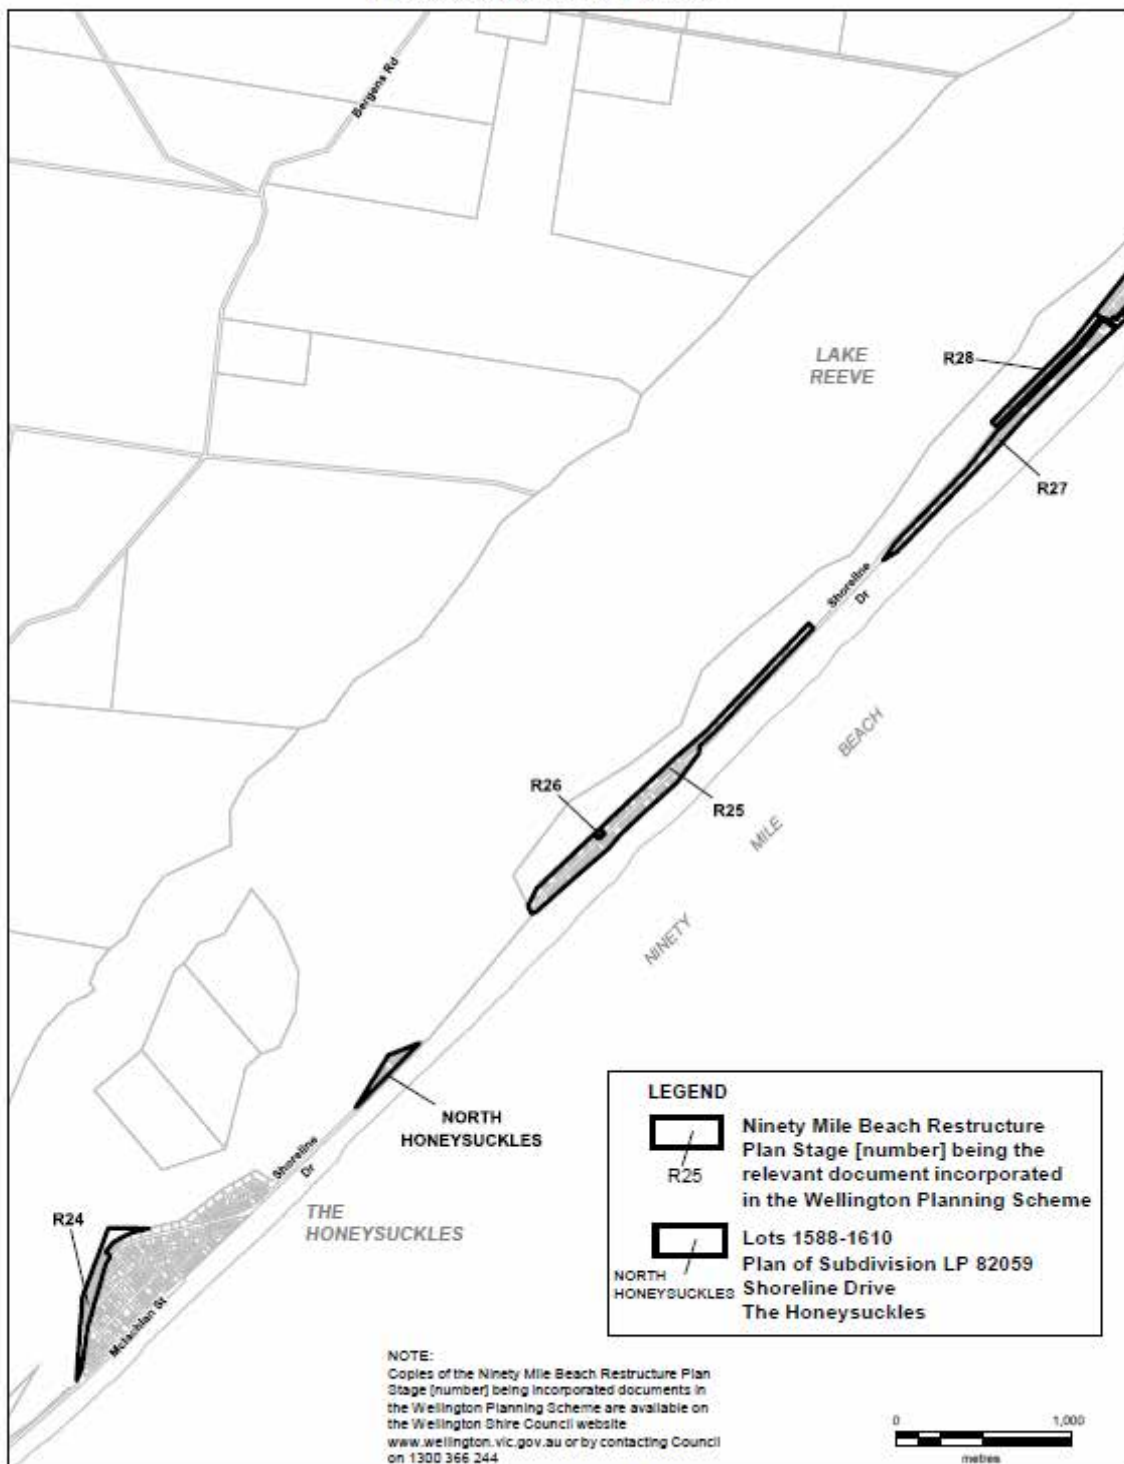 Bergens Rd
LAKE
REEVE
R28
R27
Shoreline
Dr
BEACH
R26
R25
MILE
NINETY
NORTH
HONEYSUCKLES
Shoreline
Dr
R24
THE
HONEYSUCKLES
Mclachlan St
LEGEND
R25
Ninety Mile Beach Restructure
Plan Stage [number] being the
relevant document incorporated
in the Wellington Planning Scheme
NORTH
HONEYSUCKLES
Lots 1588-1610
Plan of Subdivision LP 82059
Shoreline Drive
The Honeysuckles
NOTE:
Copies of the Ninety Mile Beach Restructure Plan
Stage [number] being incorporated documents in
the Wellington Planning Scheme are available on
the Wellington Shire Council website
www.wellington.vic.gov.au or by contacting Council
on 1300 366 244
0 1,000
metres